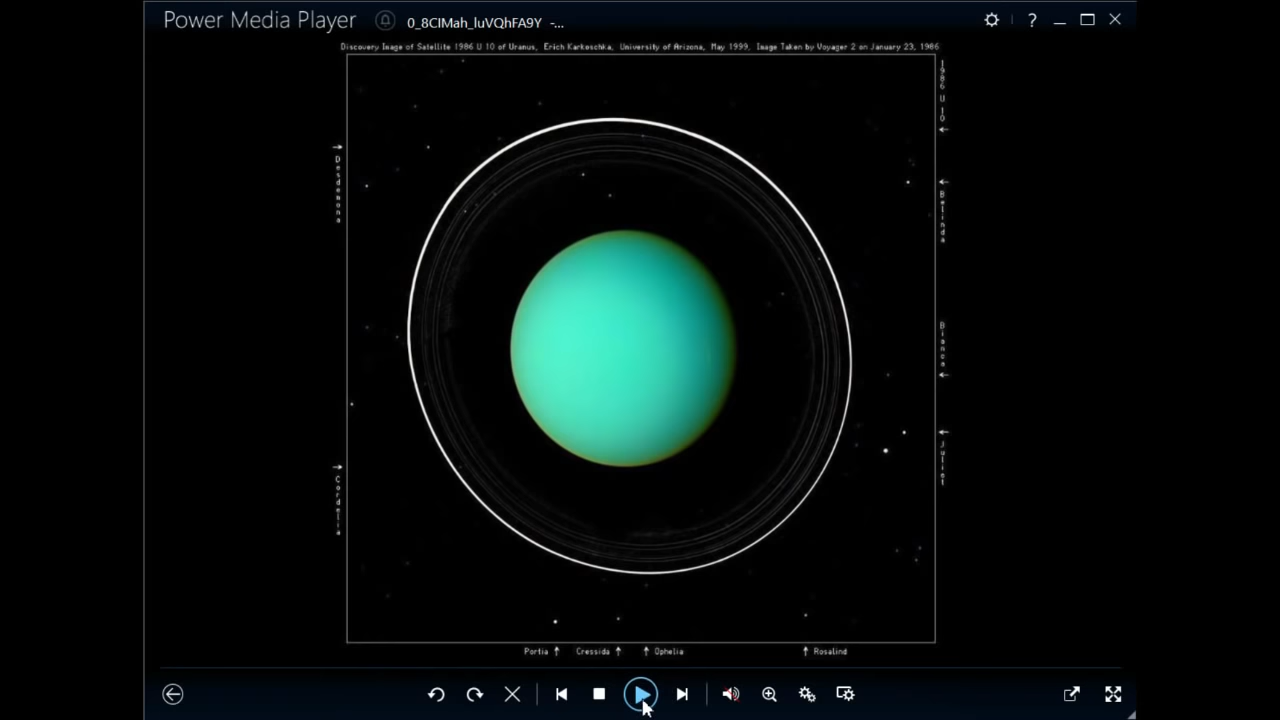 Power Media Player
0_8CIMah_luVQhFA9Y -...
?
Discovery Image of Satellite 1986 U 10 of Uranus, Erich Karkoschka, University of Arizona, May 1999, Image Taken by Voyager 2 on January 23, 1986
1986 U 10
Desdemona
Belinda
Bianca
Juliet
Cordelia
Portia
Cressida
Ophelia
Rosalind